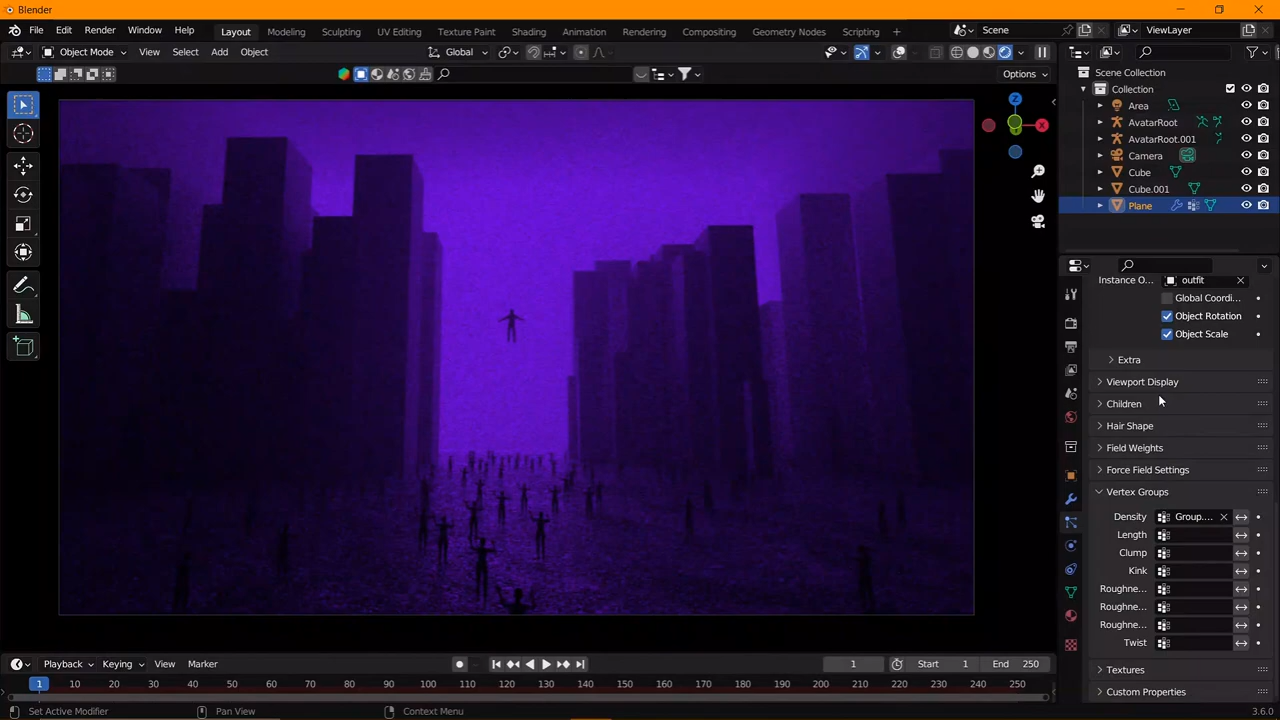 Blender
File Edit Render Window Help Layout Modeling Sculpting UV Editing Texture Paint Shading Animation Rendering Compositing Geometry Nodes Scripting + Scene ViewLayer
Object Mode View Select Add Object Global
Options
Scene Collection
Collection
Area
AvatarRoot
AvatarRoot.001
Camera
Cube
Cube.001
Plane
Z
X
Instance O... outfit
Global Coordi...
Object Rotation
Object Scale
Extra
Viewport Display
Children
Hair Shape
Field Weights
Force Field Settings
Vertex Groups
Density Group....
Length
Clump
Kink
Roughne...
Roughne...
Roughne...
Twist
Textures
Custom Properties
Playback Keying View Marker 1 Start 1 End 250
1 10 20 30 40 50 60 70 80 90 100 110 120 130 140 150 160 170 180 190 200 210 220 230 240 250
Set Active Modifier Pan View Context Menu 3.6.0